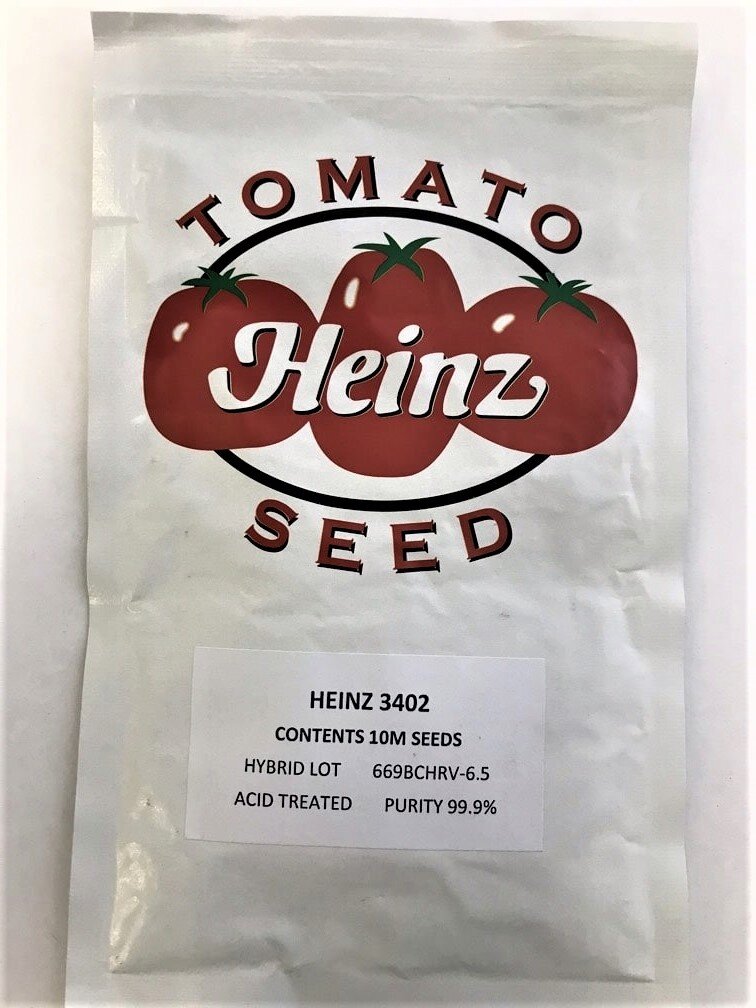 TOMATO
Heinz
SEED
HEINZ 3402
CONTENTS 10M SEEDS
HYBRID LOT 669BCHRV-6.5
ACID TREATED PURITY 99.9%